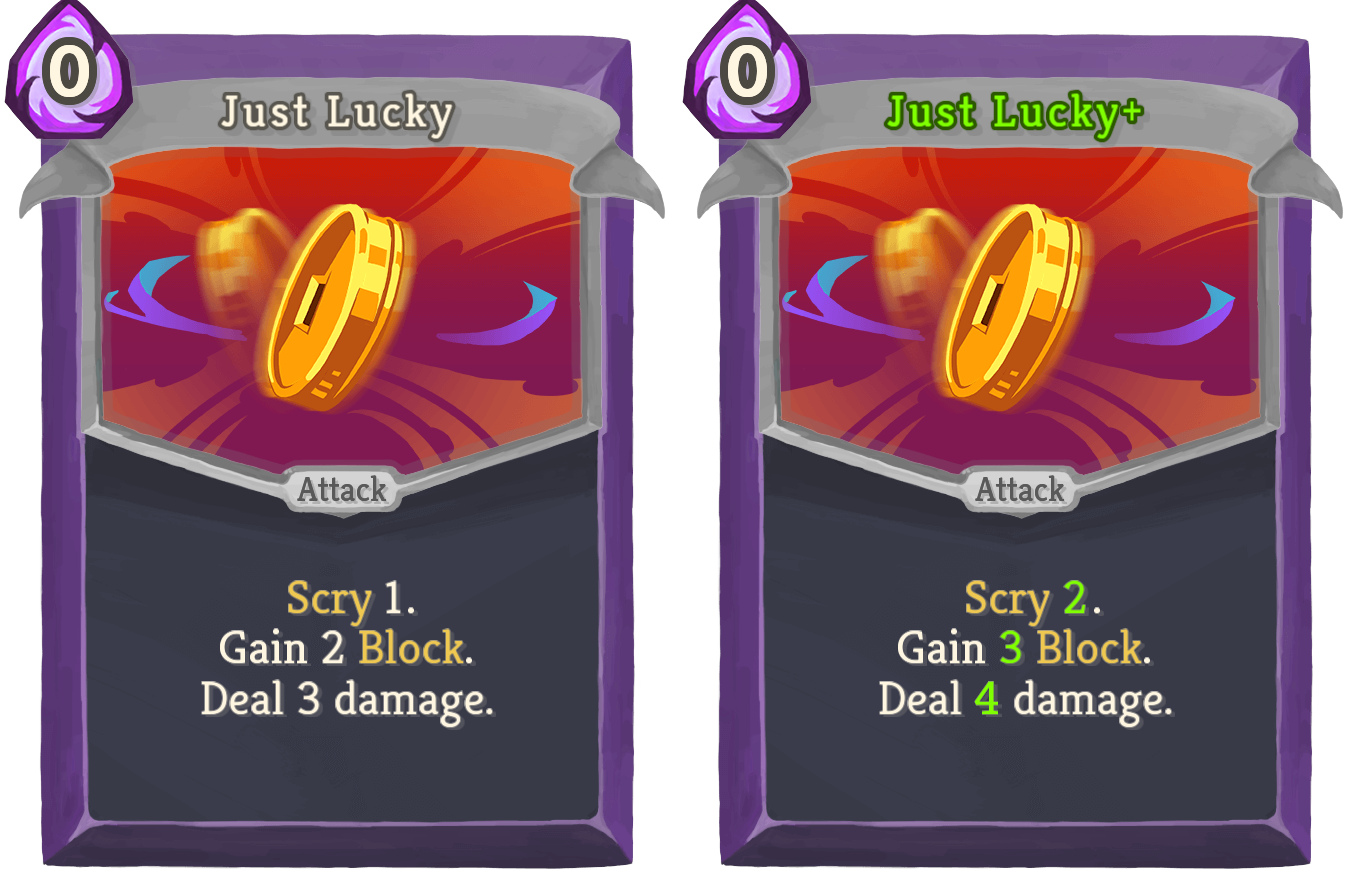 0
Just Lucky
Attack
Scry 1.
Gain 2 Block.
Deal 3 damage.
0
Just Lucky+
Attack
Scry 2.
Gain 3 Block.
Deal 4 damage.